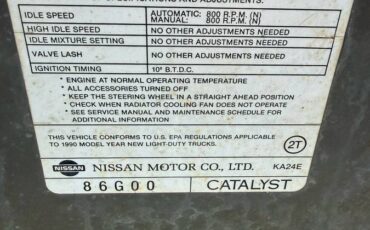 SPECIFICATIONS AND ADJUSTMENTS.
IDLE SPEED AUTOMATIC: 800 R.P.M. (N)
MANUAL: 800 R.P.M. (N)
HIGH SPEED NO OTHER ADJUSTMENTS NEEDED
IDLE MIXTURE SETTING NO OTHER ADJUSTMENTS NEEDED
VALVE LASH NO OTHER ADJUSTMENTS NEEDED
IGNITION TIMING 10° B.T.D.C.
* ENGINE AT NORMAL OPERATING TEMPERATURE
* ALL ACCESSORIES TURNED OFF
* KEEP THE STEERING WHEEL IN A STRAIGHT AHEAD POSITION
* CHECK WHEN RADIATOR COOLING FAN DOES NOT OPERATE
* SEE SERVICE MANUAL AND MAINTENANCE SCHEDULE FOR
ADDITIONAL INFORMATION
THIS VEHICLE CONFORMS TO U.S. EPA REGULATIONS APPLICABLE
TO 1990 MODEL YEAR NEW LIGHT-DUTY TRUCKS.
2T
NISSAN NISSAN MOTOR CO., LTD. KA24E
86G00 CATALYST